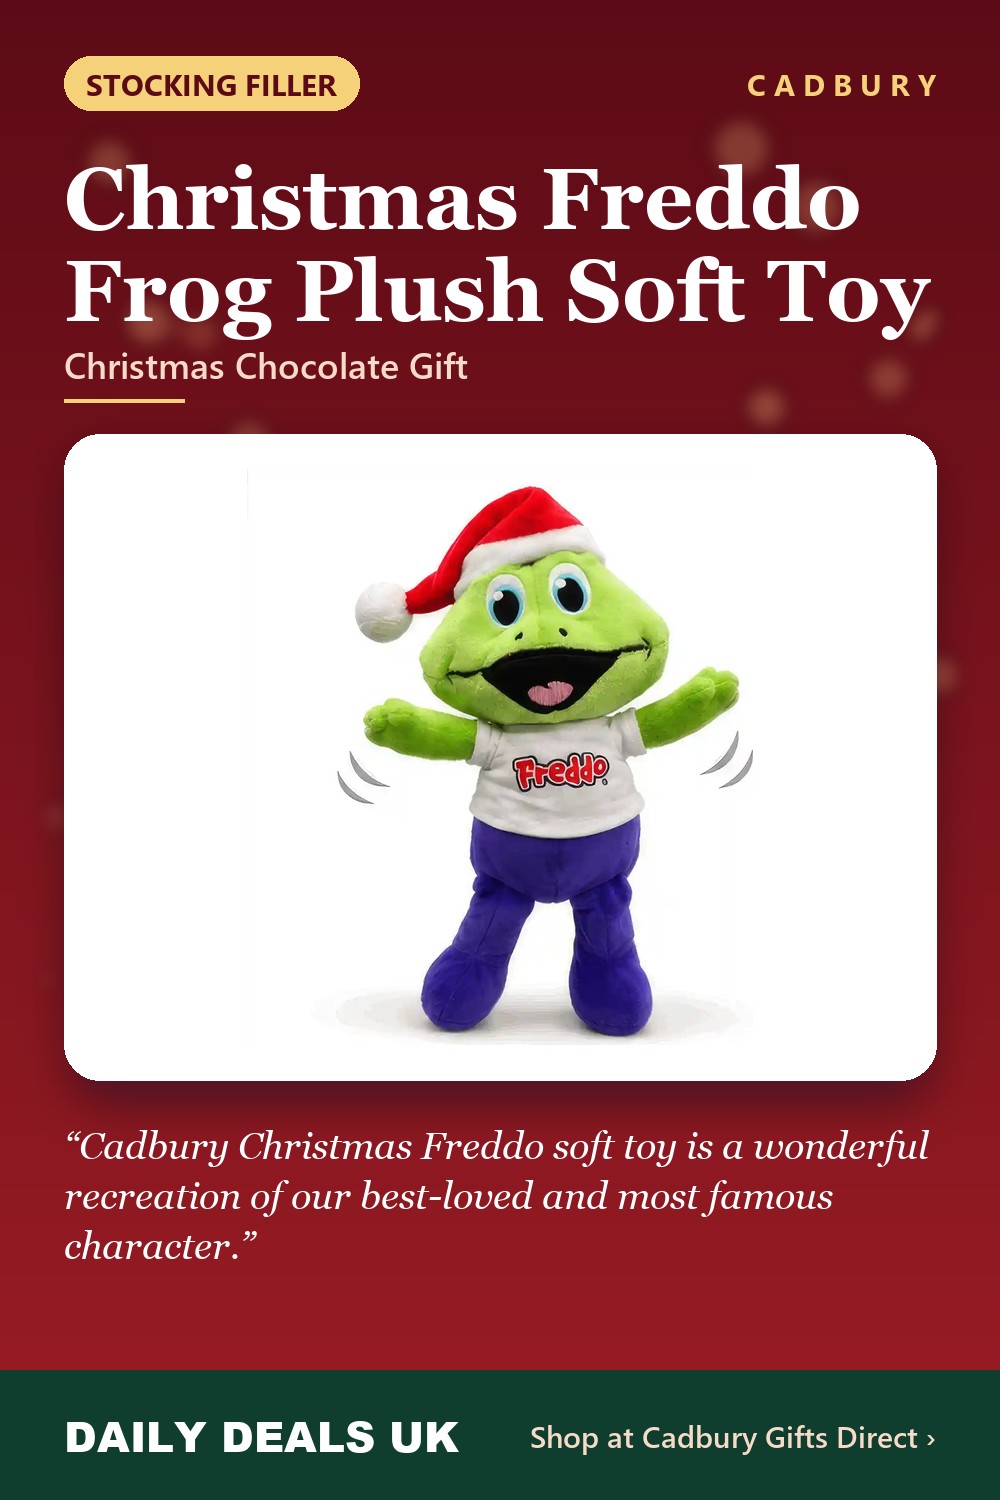 STOCKING FILLER
CADBURY
Christmas Freddo
Frog Plush Soft Toy
Christmas Chocolate Gift
Freddo
“Cadbury Christmas Freddo soft toy is a wonderful
recreation of our best-loved and most famous
character.”
DAILY DEALS UK
Shop at Cadbury Gifts Direct ›